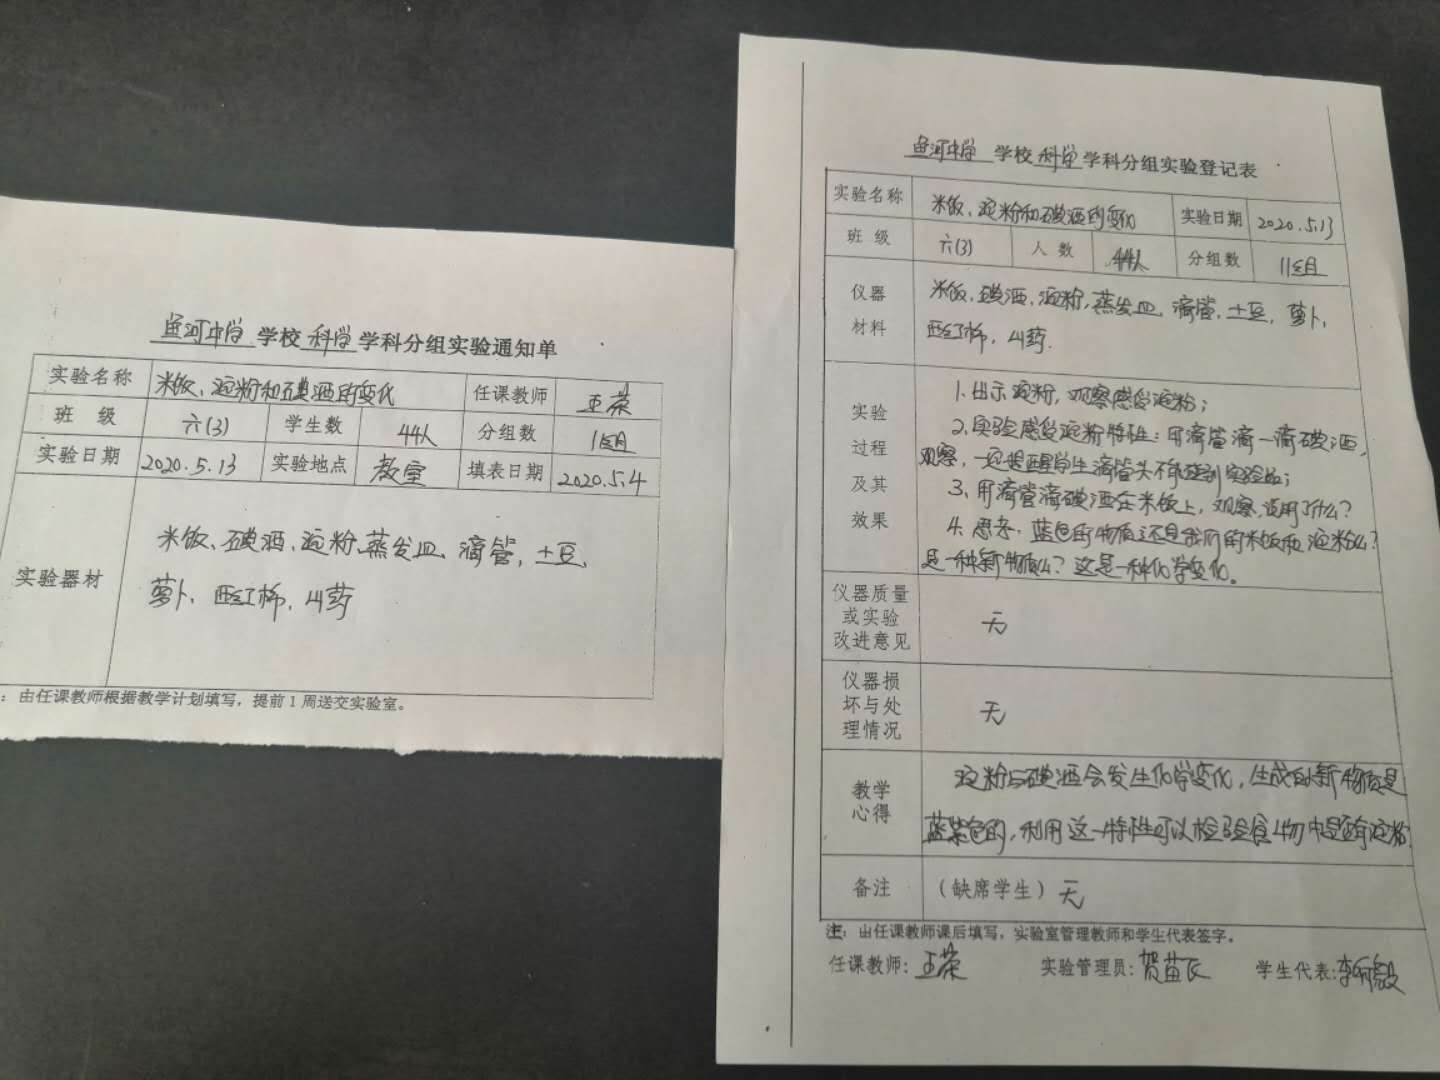 鱼河中学 学校 科学 学科分组实验通知单
实验名称 米饭、淀粉和碘酒的变化 任课教师 王荣
班 级 六(3) 学生数 44人 分组数 11组
实验日期 2020.5.13 实验地点 教室 填表日期 2020.5.4
实验器材
米饭、碘酒、淀粉、蒸发皿、滴管,土豆、
萝卜、西红柿、山药
:由任课教师根据教学计划填写,提前1周送交实验室。
鱼河中学 学校 科学 学科分组实验登记表
实验名称 米饭、淀粉和碘酒的变化 实验日期 2020.5.13
班 级 六(3) 人 数 44人 分组数 11组
仪器
材料
米饭、碘酒、淀粉,蒸发皿,滴管,土豆,萝卜、
西红柿,山药.
实验
过程
及其
效果
1.出示淀粉,观察感受淀粉;
2.实验感受淀粉特性:用滴管滴一滴碘酒,
观察,一定提醒学生滴管头不能碰到实验品;
3.用滴管滴碘酒在米饭上,观察,说明了什么?
4.思考:蓝色的物质还是我们的米饭和淀粉么?
是一种新物质么?这是一种化学变化。
仪器质量
或实验
改进意见
无
仪器损
坏与处
理情况
无
教学
心得
淀粉与碘酒会发生化学变化,生成的新物质是
蓝紫色的,利用这一特性可以检验食物中是否有淀粉.
备注 (缺席学生)无
注:由任课教师课后填写,实验室管理教师和学生代表签字。
任课教师:王荣 实验管理员:贺苗 学生代表:李